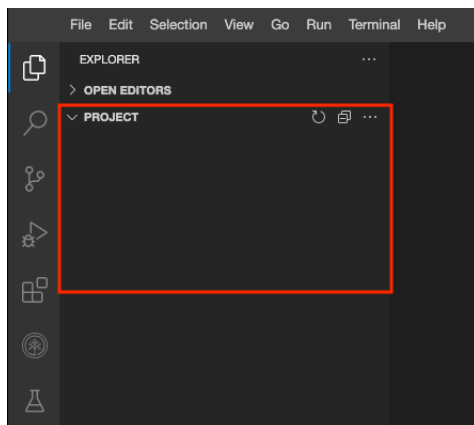 File Edit Selection View Go Run Terminal Help
EXPLORER
OPEN EDITORS
PROJECT